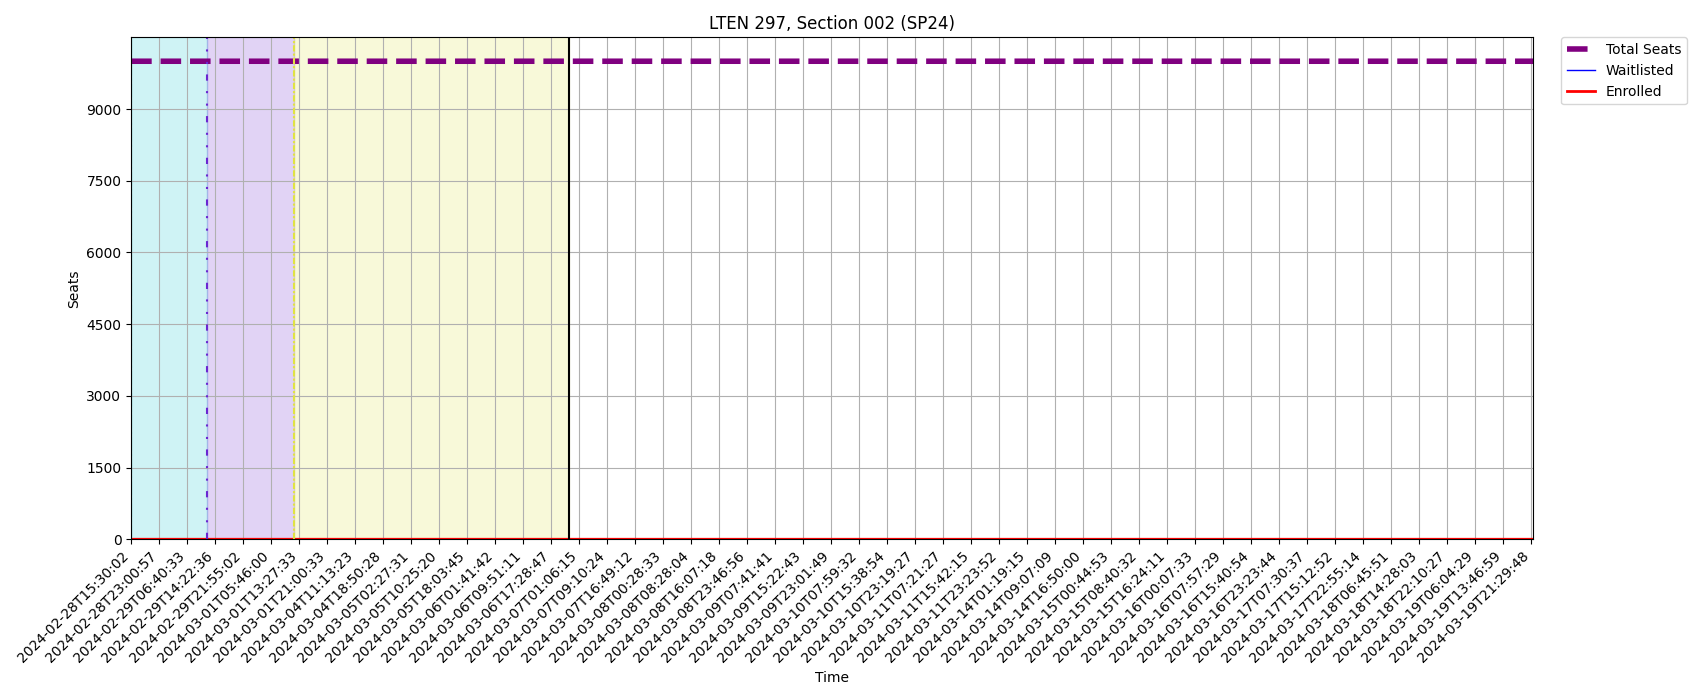 LTEN 297, Section 002 (SP24)
Total Seats
Waitlisted
Enrolled
Seats
9000
7500
6000
4500
3000
1500
0
2024-02-28T15:30:02
2024-02-28T23:00:57
2024-02-29T06:40:33
2024-02-29T14:22:36
2024-02-29T21:55:02
2024-03-01T05:46:00
2024-03-01T13:27:33
2024-03-01T21:00:33
2024-03-04T11:13:23
2024-03-04T18:50:28
2024-03-05T02:27:31
2024-03-05T10:25:20
2024-03-05T18:03:45
2024-03-06T01:41:42
2024-03-06T09:51:11
2024-03-06T17:28:47
2024-03-07T01:06:15
2024-03-07T09:10:24
2024-03-07T16:49:12
2024-03-08T00:28:33
2024-03-08T08:28:04
2024-03-08T16:07:18
2024-03-08T23:46:56
2024-03-09T07:41:41
2024-03-09T15:22:43
2024-03-09T23:01:49
2024-03-10T07:59:32
2024-03-10T15:38:54
2024-03-10T23:19:27
2024-03-11T07:21:27
2024-03-11T15:42:15
2024-03-11T23:23:52
2024-03-14T01:19:15
2024-03-14T09:07:09
2024-03-14T16:50:00
2024-03-15T00:44:53
2024-03-15T08:40:32
2024-03-15T16:24:11
2024-03-16T00:07:33
2024-03-16T07:57:29
2024-03-16T15:40:54
2024-03-16T23:23:44
2024-03-17T07:30:37
2024-03-17T15:12:52
2024-03-17T22:55:14
2024-03-18T06:45:51
2024-03-18T14:28:03
2024-03-18T22:10:27
2024-03-19T06:04:29
2024-03-19T13:46:59
2024-03-19T21:29:48
Time